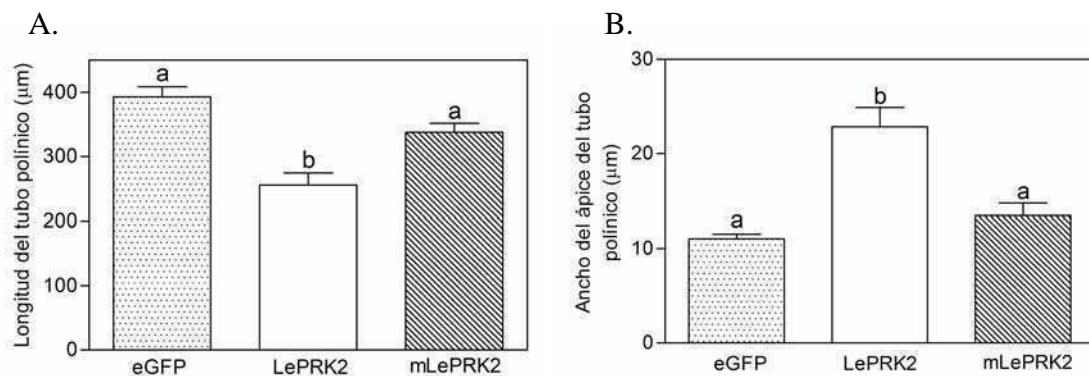 A.
Longitud del tubo polínico (μm)
400
300
200
100
0
a
b
a
eGFP
LePRK2
mLePRK2
B.
Ancho del ápice del tubo
polínico (μm)
30
20
10
0
a
b
a
eGFP
LePRK2
mLePRK2